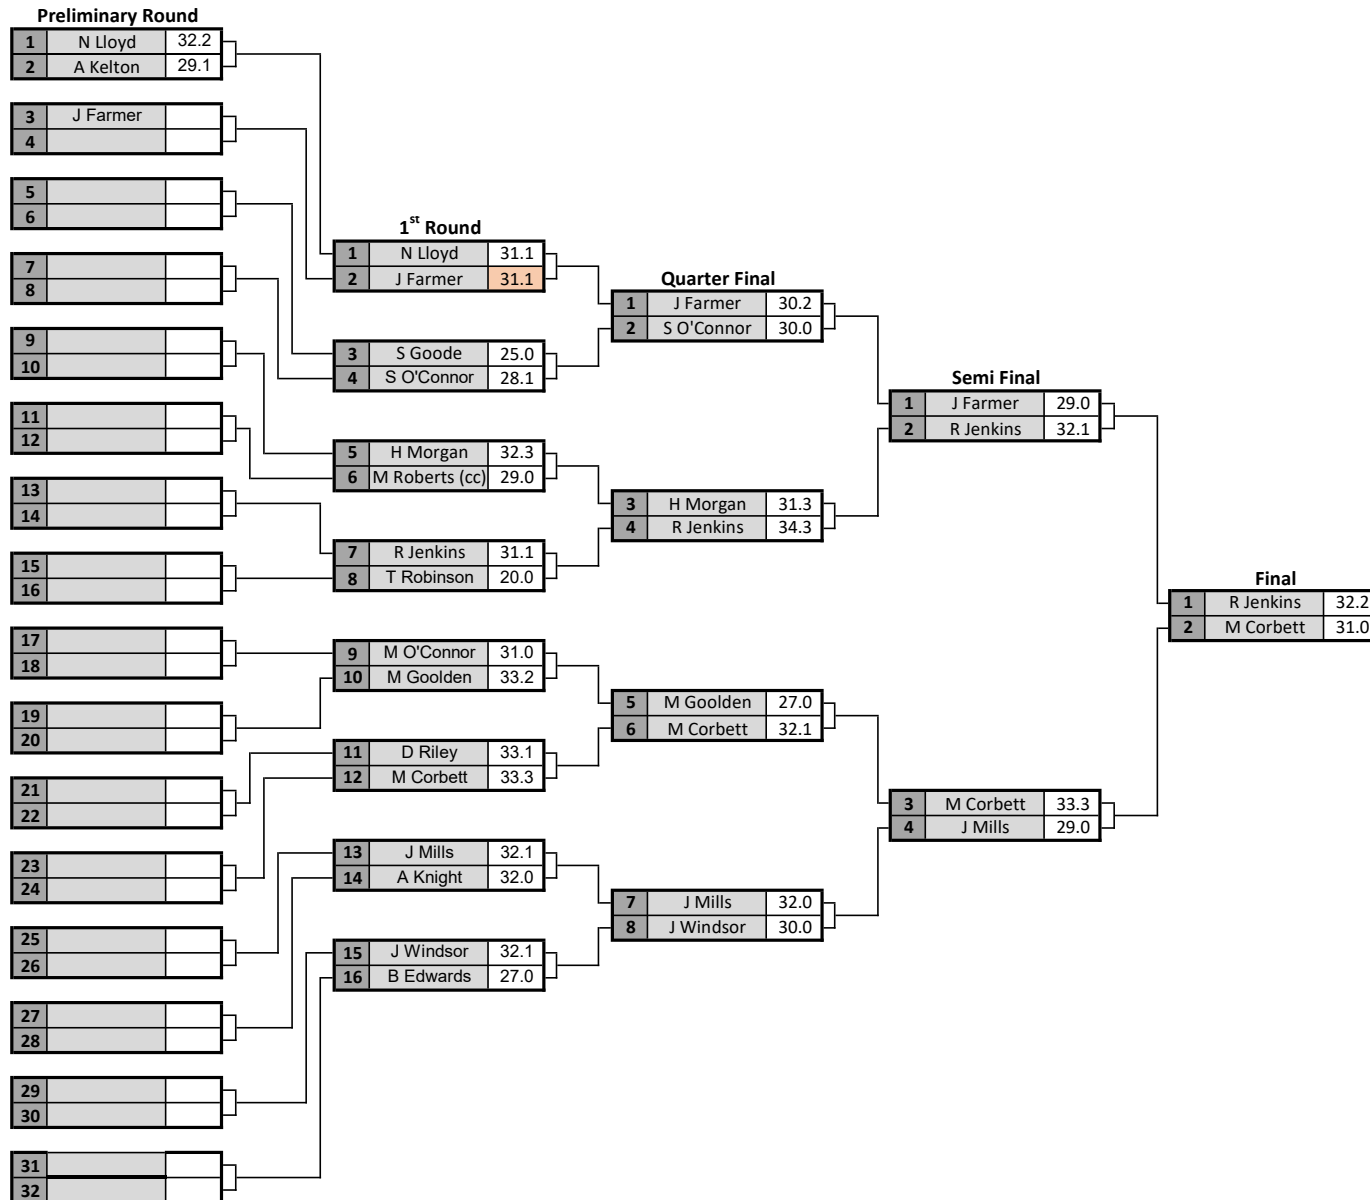 Preliminary Round
1 N Lloyd 32.2
2 A Kelton 29.1
3 J Farmer
4
5
6
7
8
9
10
11
12
13
14
15
16
17
18
19
20
21
22
23
24
25
26
27
28
29
30
31
32
1st Round
1 N Lloyd 31.1
2 J Farmer 31.1
3 S Goode 25.0
4 S O'Connor 28.1
5 H Morgan 32.3
6 M Roberts (cc) 29.0
7 R Jenkins 31.1
8 T Robinson 20.0
9 M O'Connor 31.0
10 M Goolden 33.2
11 D Riley 33.1
12 M Corbett 33.3
13 J Mills 32.1
14 A Knight 32.0
15 J Windsor 32.1
16 B Edwards 27.0
Quarter Final
1 J Farmer 30.2
2 S O'Connor 30.0
3 H Morgan 31.3
4 R Jenkins 34.3
5 M Goolden 27.0
6 M Corbett 32.1
7 J Mills 32.0
8 J Windsor 30.0
Semi Final
1 J Farmer 29.0
2 R Jenkins 32.1
3 M Corbett 33.3
4 J Mills 29.0
Final
1 R Jenkins 32.2
2 M Corbett 31.0